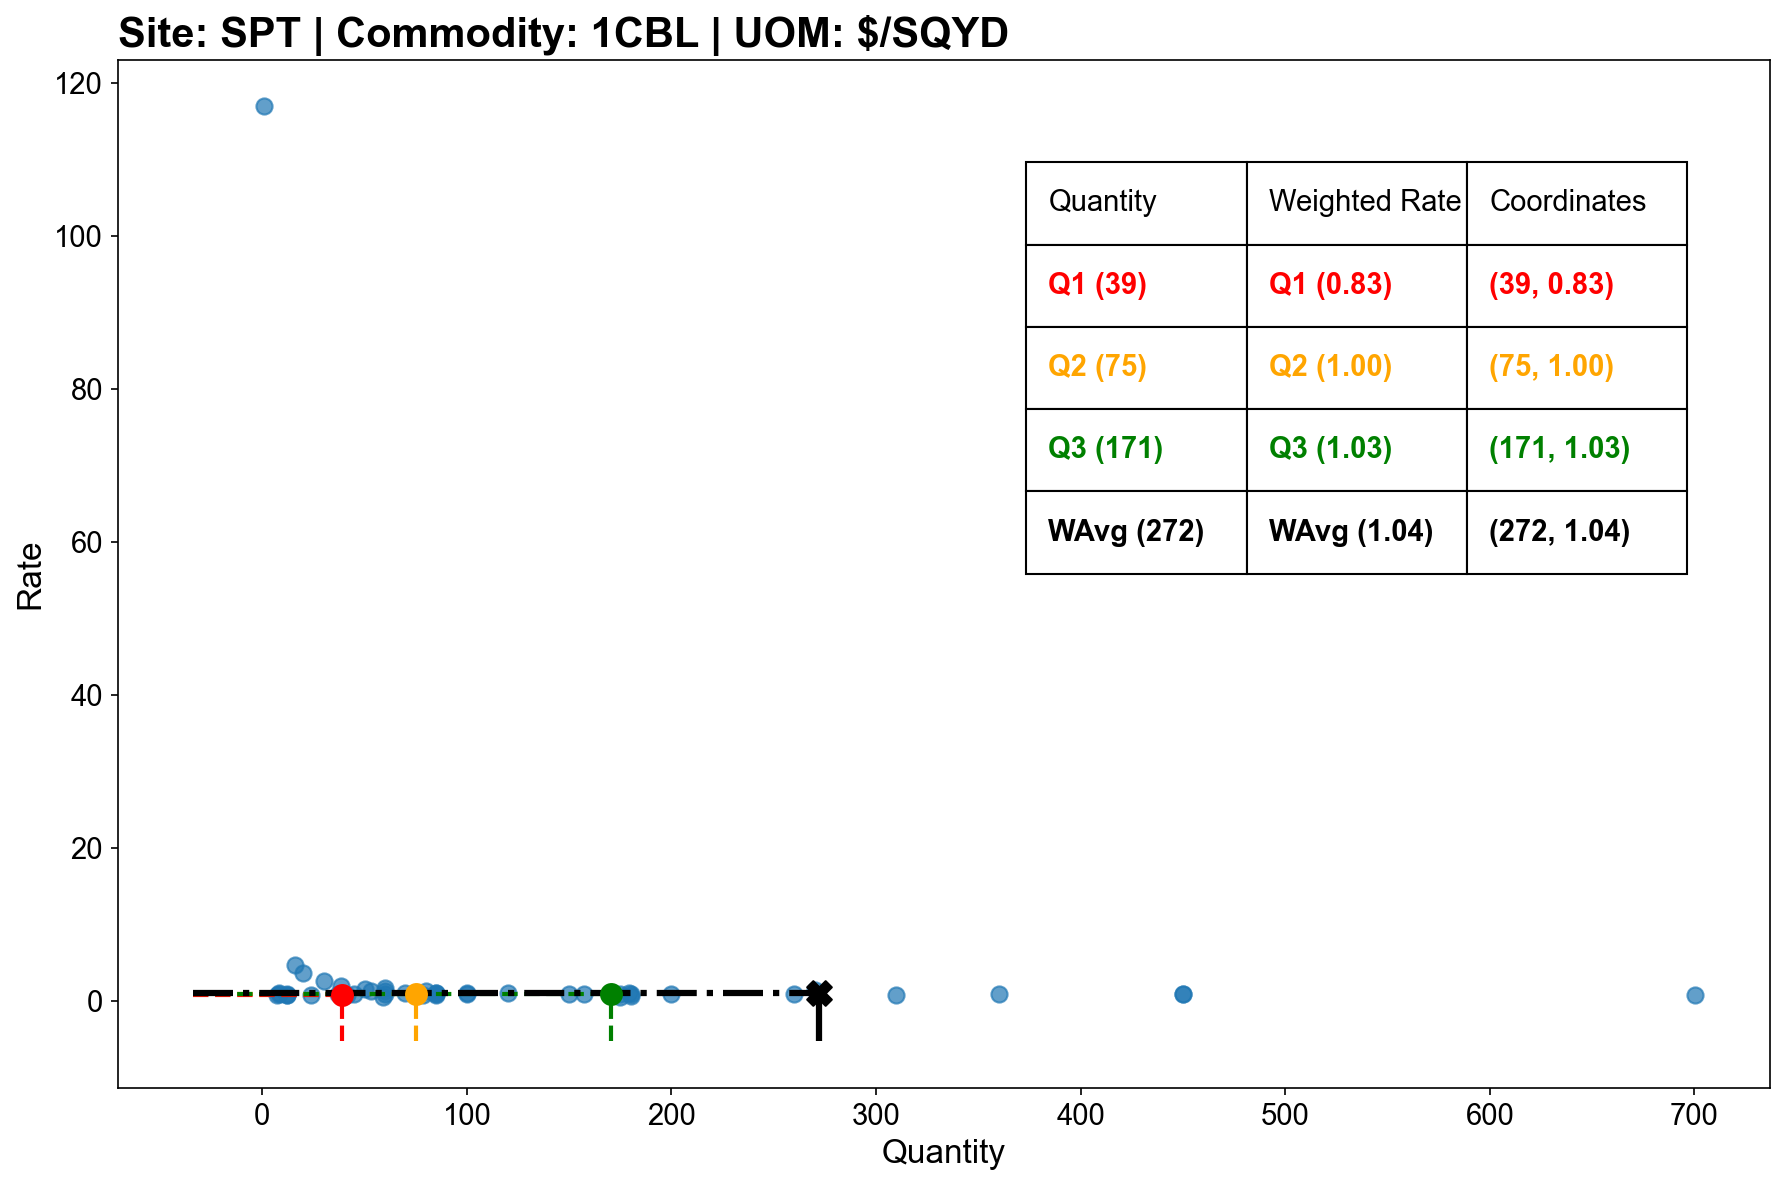 Site: SPT | Commodity: 1CBL | UOM: $/SQYD
120
100
80
60
40
20
0
Rate
Quantity Weighted Rate Coordinates
Q1 (39) Q1 (0.83) (39, 0.83)
Q2 (75) Q2 (1.00) (75, 1.00)
Q3 (171) Q3 (1.03) (171, 1.03)
WAvg (272) WAvg (1.04) (272, 1.04)
0 100 200 300 400 500 600 700
Quantity